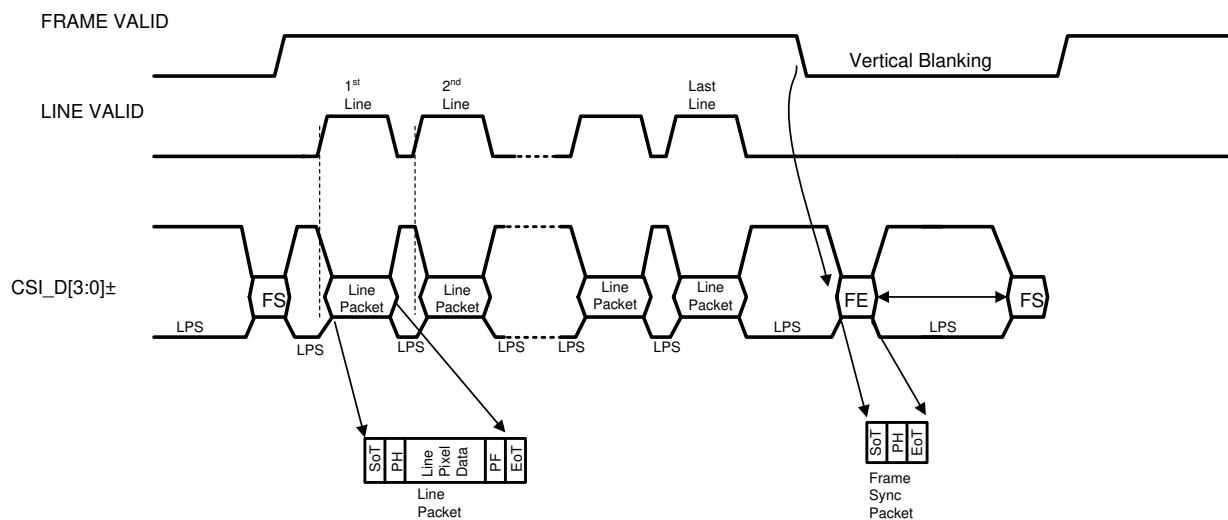 FRAME VALID
Vertical Blanking
LINE VALID
1st
Line
2nd
Line
Last
Line
CSI_D[3:0]±
FS
Line
Packet
Line
Packet
Line
Packet
Line
Packet
FE
FS
LPS
LPS
LPS
LPS
LPS
LPS
LPS
LPS
SoT
PH
Line
Pixel
Data
PF
EoT
Line
Packet
SoT
PH
EoT
Frame
Sync
Packet